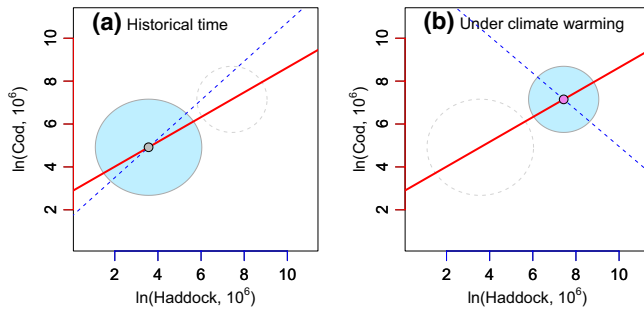 (a) Historical time
ln(Cod, 10⁶)
10
8
6
4
2
2 4 6 8 10
ln(Haddock, 10⁶)
(b) Under climate warming
ln(Cod, 10⁶)
10
8
6
4
2
2 4 6 8 10
ln(Haddock, 10⁶)